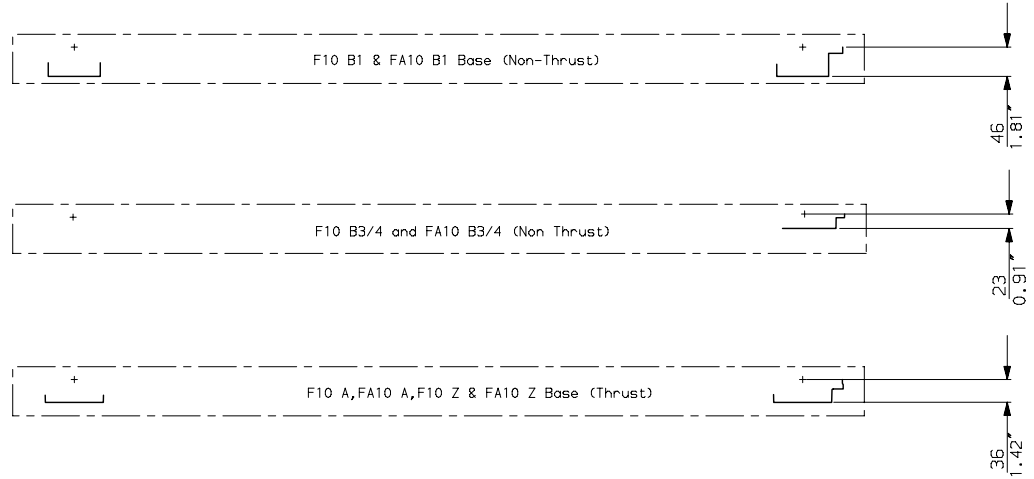 F10 B1 & FA10 B1 Base (Non-Thrust)
46
1.81"
F10 B3/4 and FA10 B3/4 (Non Thrust)
23
0.91"
F10 A,FA10 A,F10 Z & FA10 Z Base (Thrust)
36
1.42"